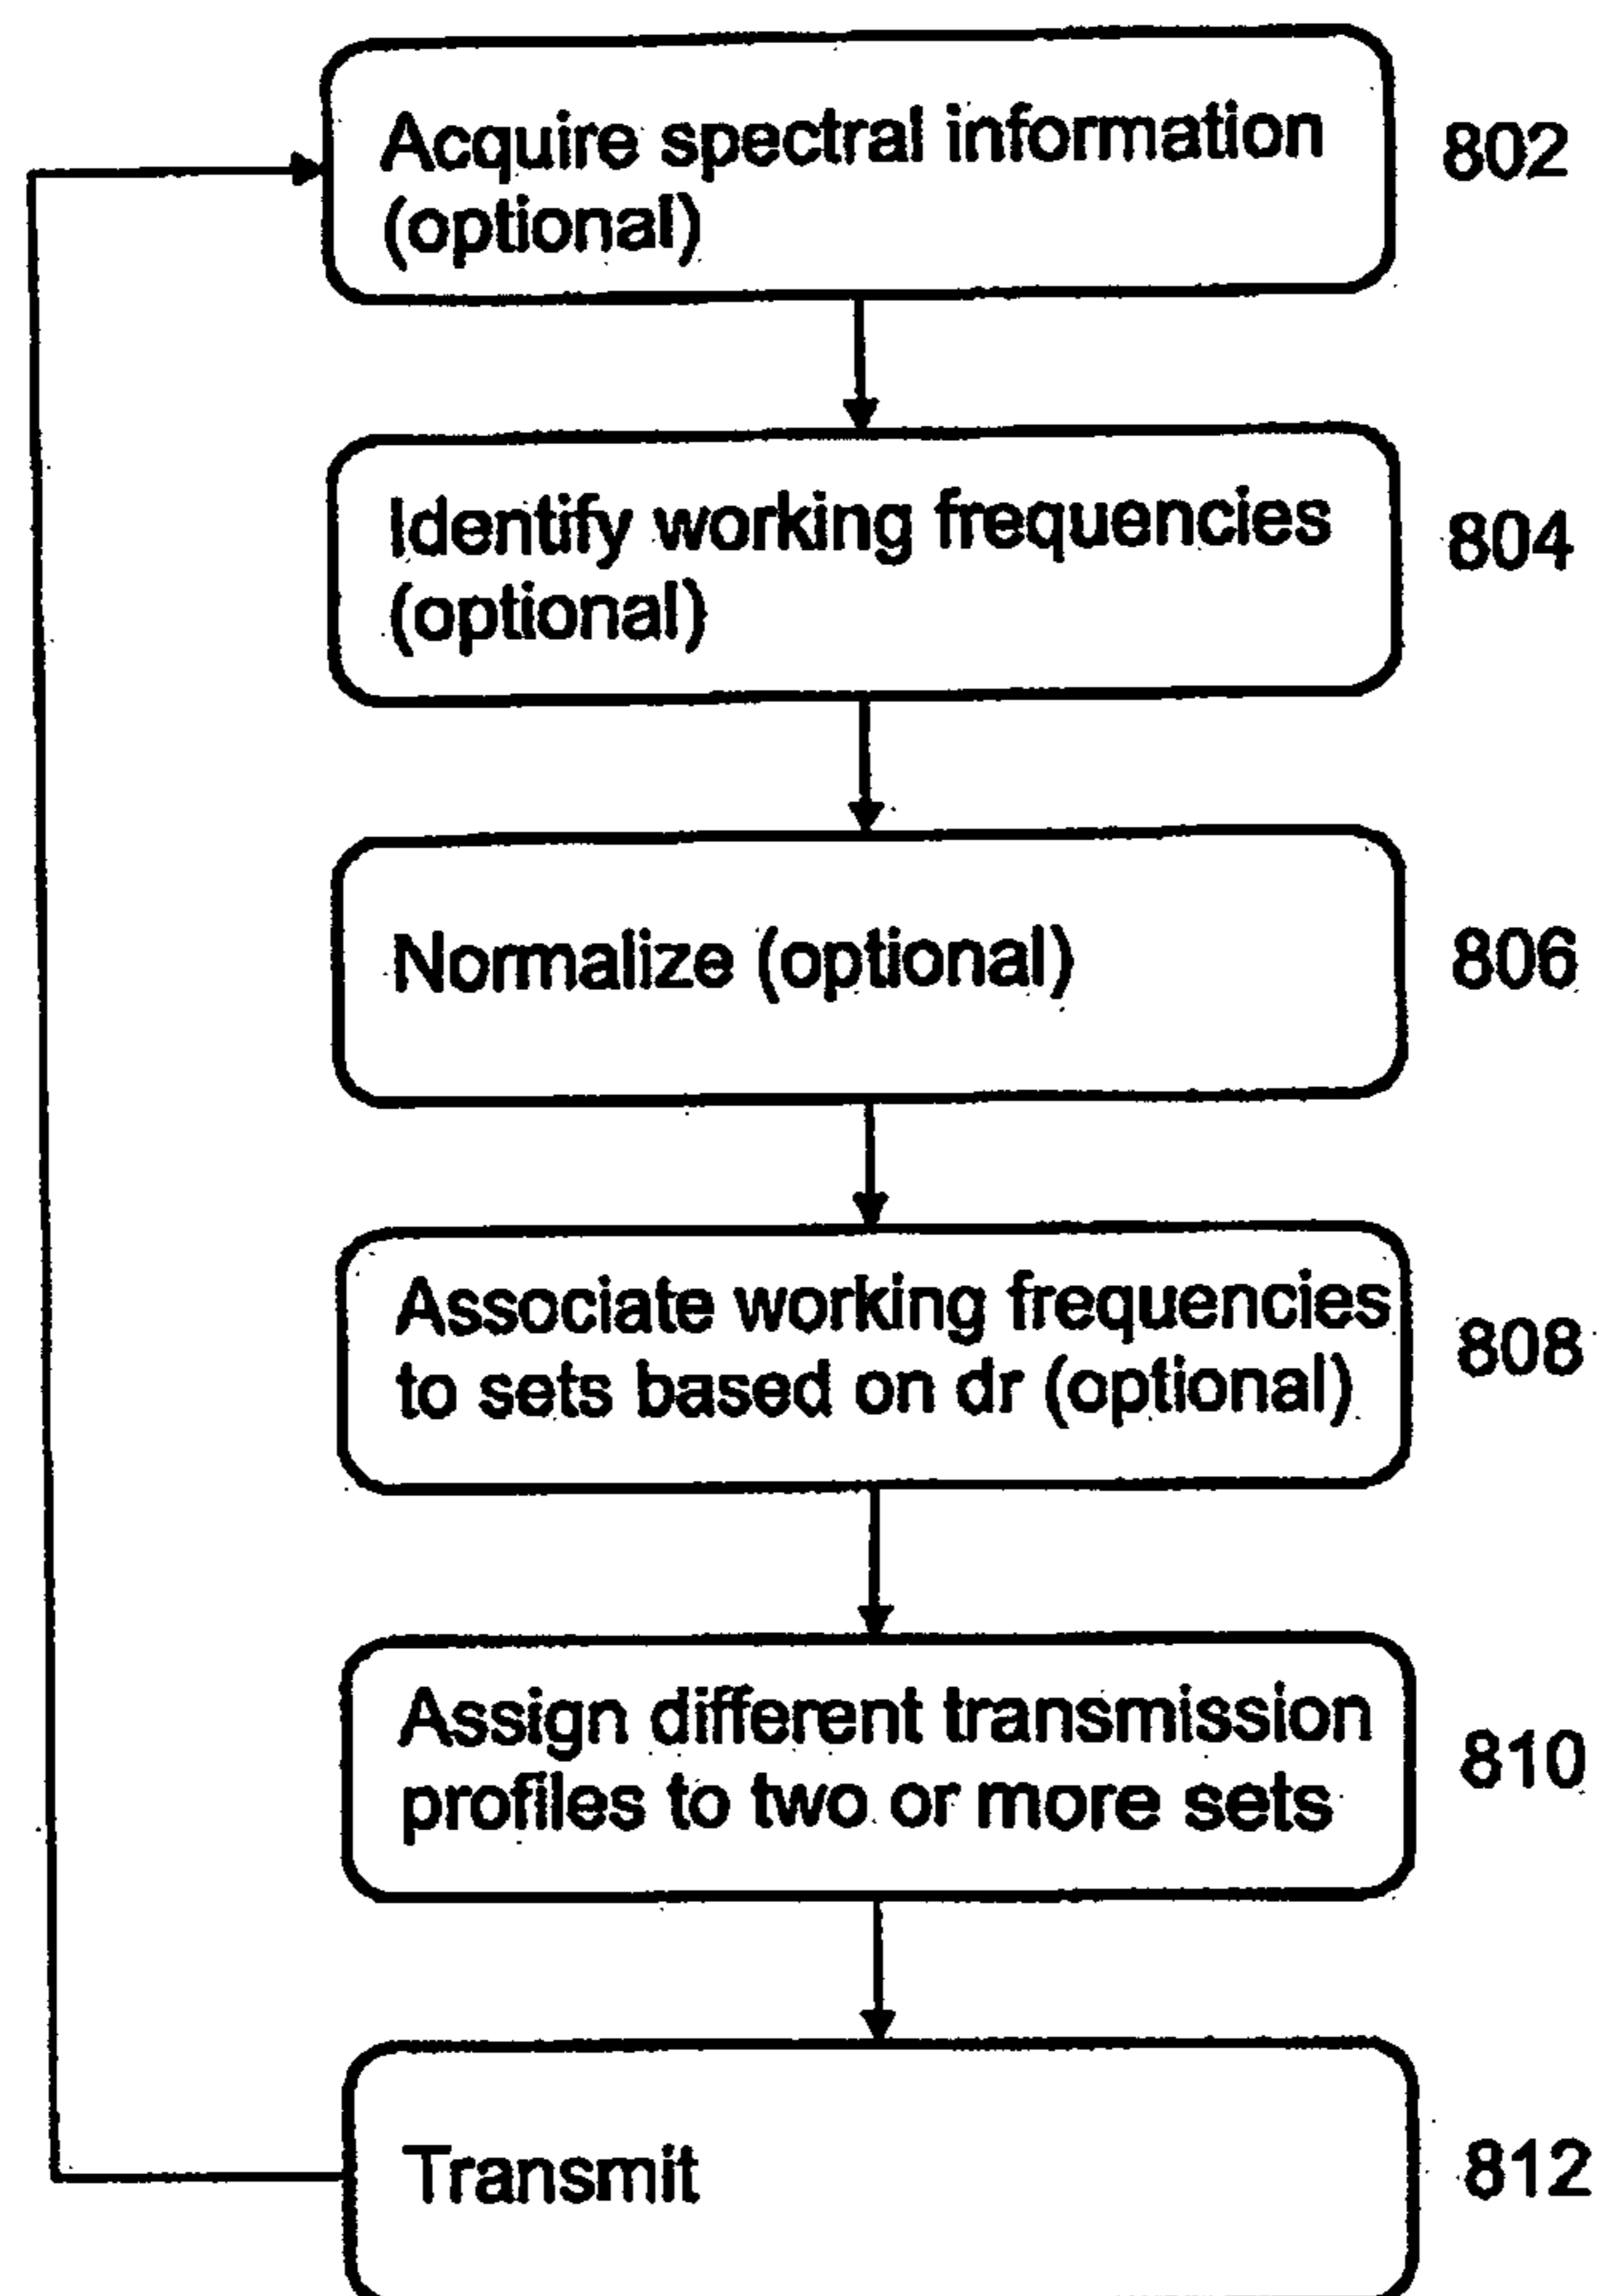 Acquire spectral information
(optional)
802
Identify working frequencies
(optional)
804
Normalize (optional)
806
Associate working frequencies
to sets based on dr (optional)
808
Assign different transmission
profiles to two or more sets
810
Transmit
812